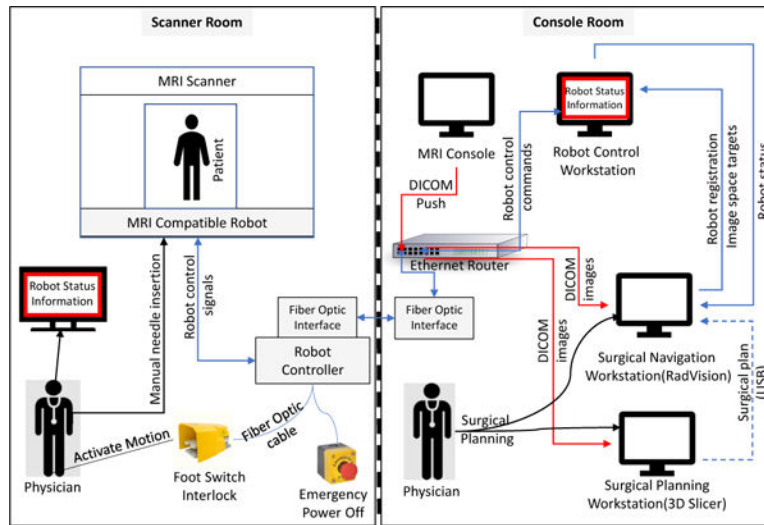 Scanner Room
MRI Scanner
Patient
MRI Compatible Robot
Robot Status
Information
Manual needle insertion
Robot control
signals
Fiber Optic
Interface
Robot
Controller
Physician
Activate Motion
Foot Switch
Interlock
Fiber Optic
cable
Emergency
Power Off
Console Room
MRI Console
DICOM
Push
Robot control
commands
Robot Status
Information
Robot Control
Workstation
Ethernet Router
Fiber Optic
Interface
DICOM
images
DICOM
images
Robot registration
Image space targets
Robot status
Surgical Navigation
Workstation(RadVision)
Surgical plan
(USB)
Surgical
Planning
Physician
Surgical Planning
Workstation(3D Slicer)